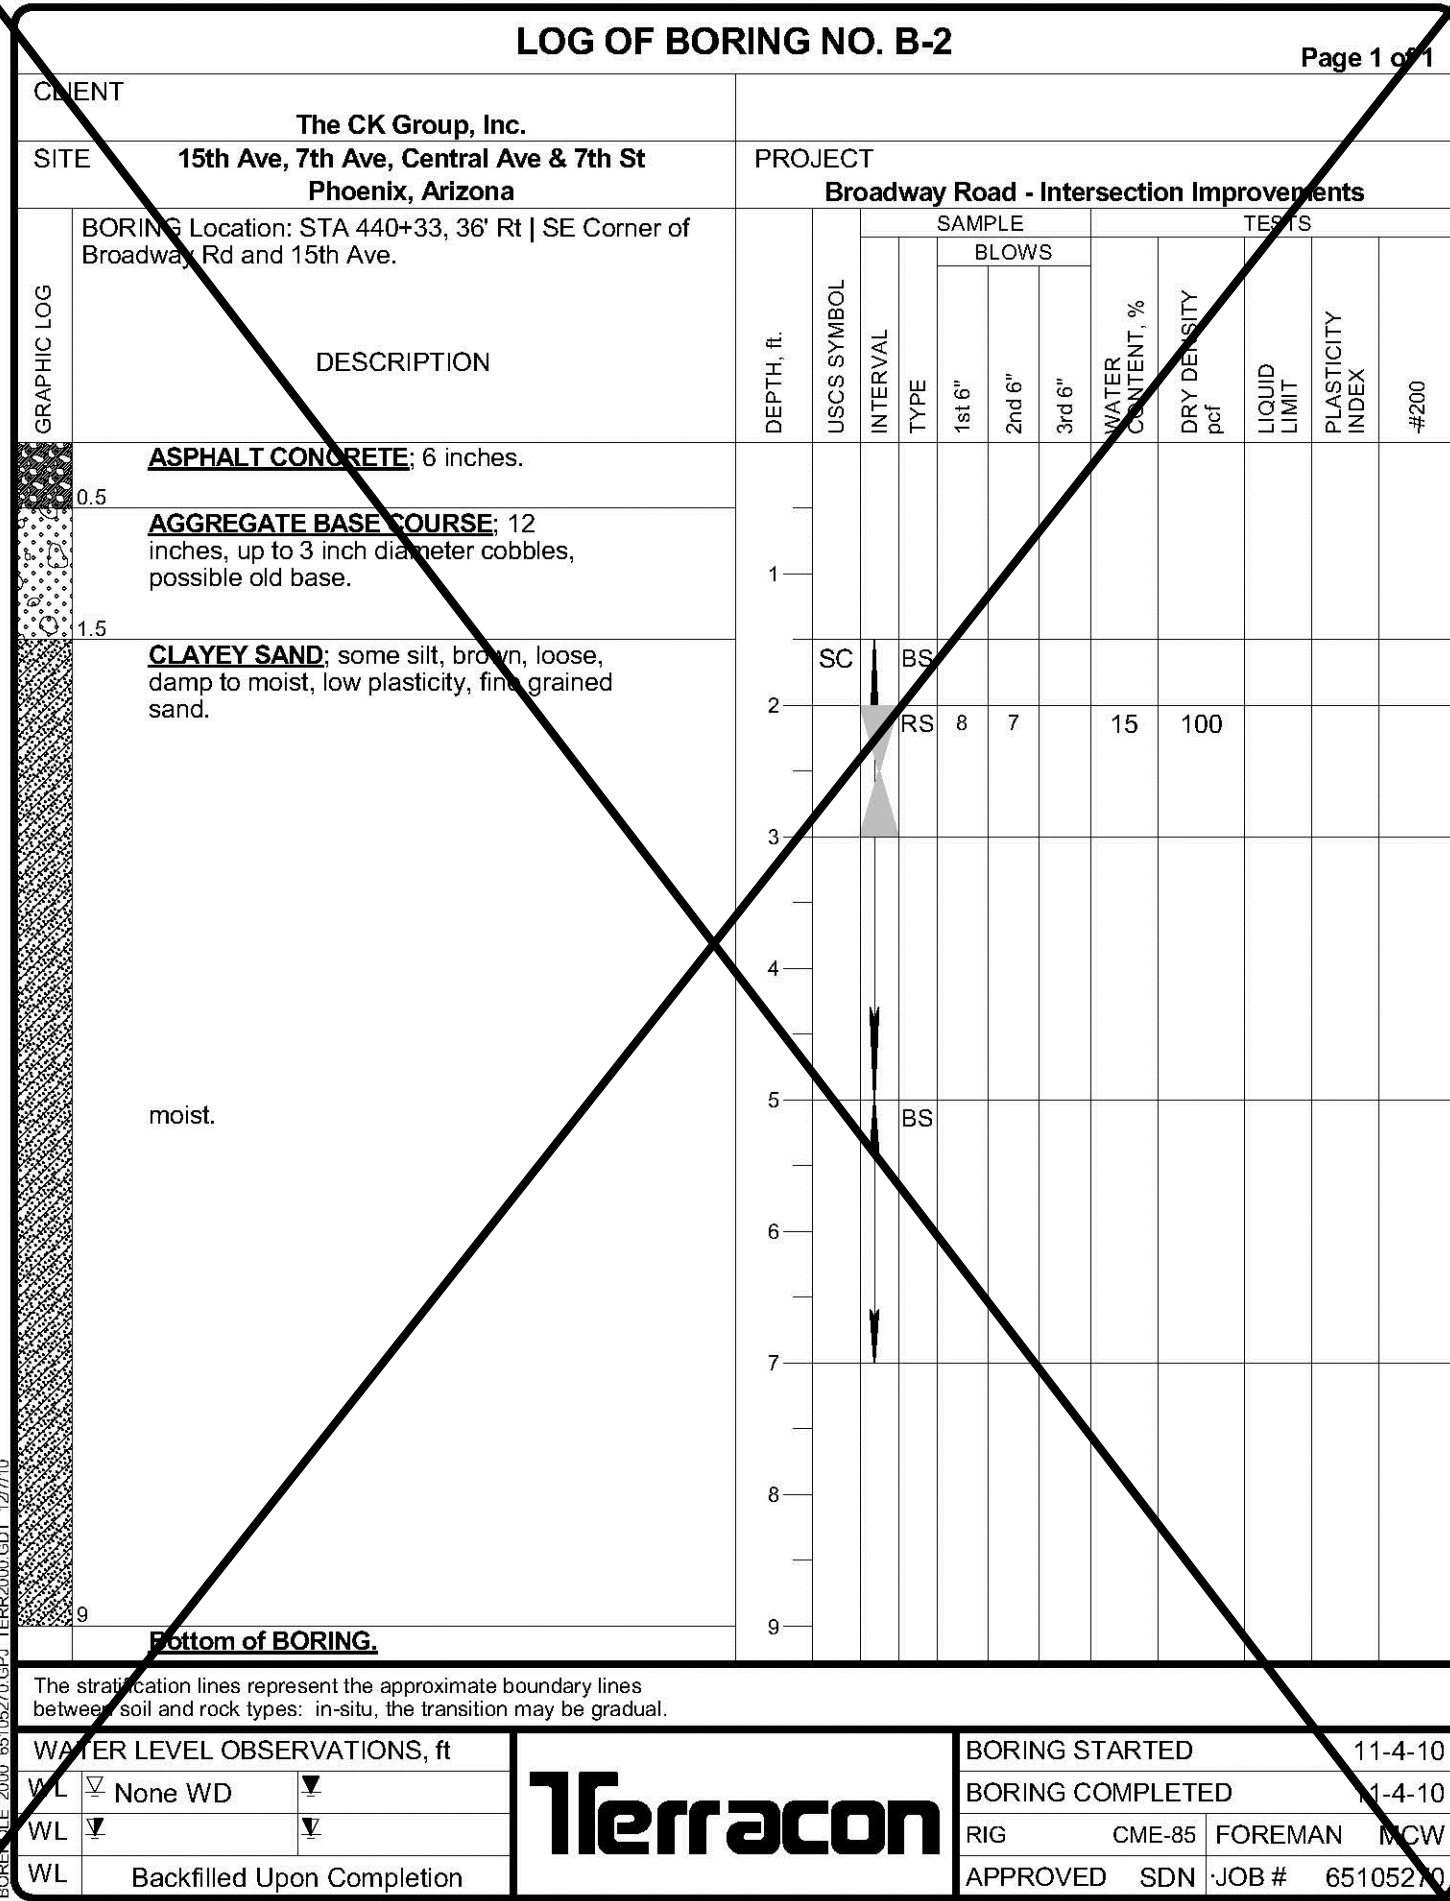 LOG OF BORING NO. B-2
Page 1 of 1
CLIENT
The CK Group, Inc.
SITE 15th Ave, 7th Ave, Central Ave & 7th St
Phoenix, Arizona
PROJECT
Broadway Road - Intersection Improvements
BORING Location: STA 440+33, 36' Rt | SE Corner of
Broadway Rd and 15th Ave.
GRAPHIC LOG
DESCRIPTION
DEPTH, ft.
USCS SYMBOL
SAMPLE
TESTS
BLOWS
INTERVAL
TYPE
1st 6"
2nd 6"
3rd 6"
WATER
CONTENT, %
DRY DENSITY
pcf
LIQUID
LIMIT
PLASTICITY
INDEX
-#200
ASPHALT CONCRETE; 6 inches.
0.5
AGGREGATE BASE COURSE; 12
inches, up to 3 inch diameter cobbles,
possible old base.
1
1.5
CLAYEY SAND; some silt, brown, loose,
damp to moist, low plasticity, fine grained
sand.
SC BS
2
RS 8 7 15 100
3
4
5
moist.
BS
6
7
8
9
9
Bottom of BORING.
The stratification lines represent the approximate boundary lines
between soil and rock types: in-situ, the transition may be gradual.
WATER LEVEL OBSERVATIONS, ft
WL None WD
WL
WL Backfilled Upon Completion
Terracon
BORING STARTED 11-4-10
BORING COMPLETED 11-4-10
RIG CME-85 FOREMAN MCW
APPROVED SDN JOB # 65105270
BOREHOLE 2000 65105270.GPJ TERR2000.GDT 12/7/10